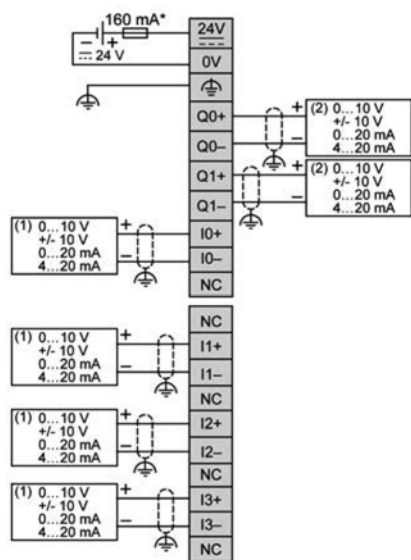 160 mA*
24V
− +
24 V
0V
Q0+
+
(2) 0...10 V
+/- 10 V
0...20 mA
4...20 mA
Q0–
−
Q1+
+
(2) 0...10 V
+/- 10 V
0...20 mA
4...20 mA
Q1–
−
(1) 0...10 V
+/- 10 V
0...20 mA
4...20 mA
+
I0+
−
I0–
NC
NC
(1) 0...10 V
+/- 10 V
0...20 mA
4...20 mA
+
I1+
−
I1–
NC
(1) 0...10 V
+/- 10 V
0...20 mA
4...20 mA
+
I2+
−
I2–
NC
(1) 0...10 V
+/- 10 V
0...20 mA
4...20 mA
+
I3+
−
I3–
NC